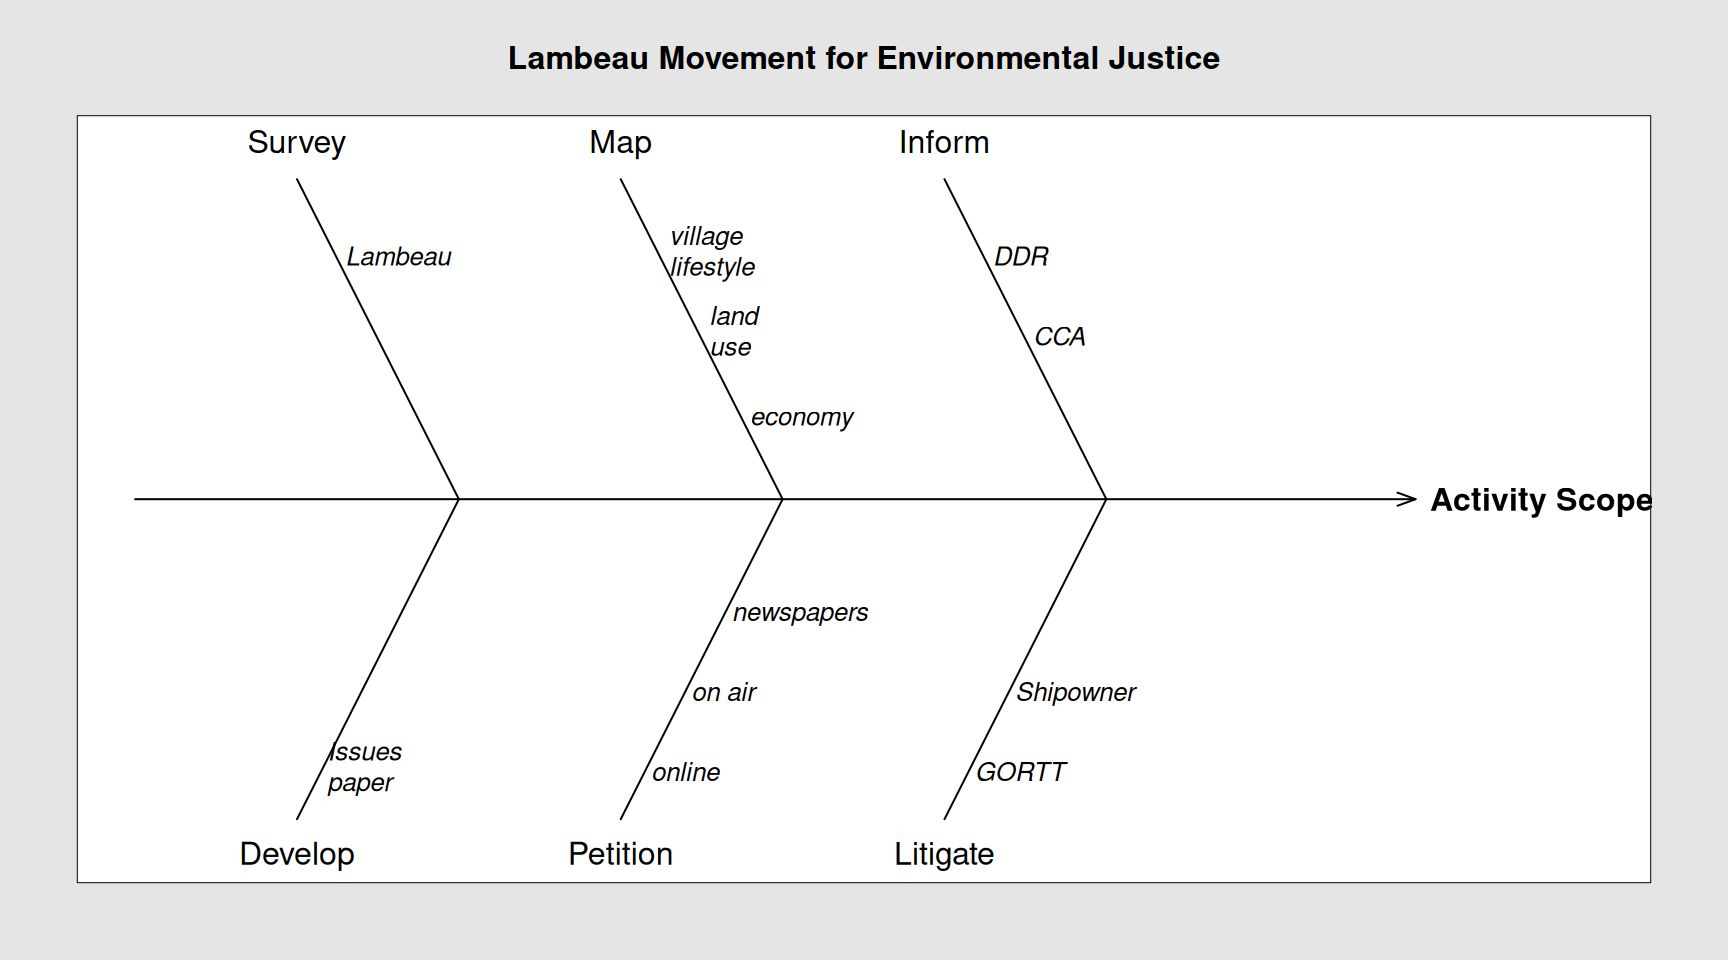 Lambeau Movement for Environmental Justice
Survey
Map
Inform
Lambeau
village
lifestyle
land
use
economy
DDR
CCA
Activity Scope
Issues
paper
newspapers
on air
online
Shipowner
GORTT
Develop
Petition
Litigate